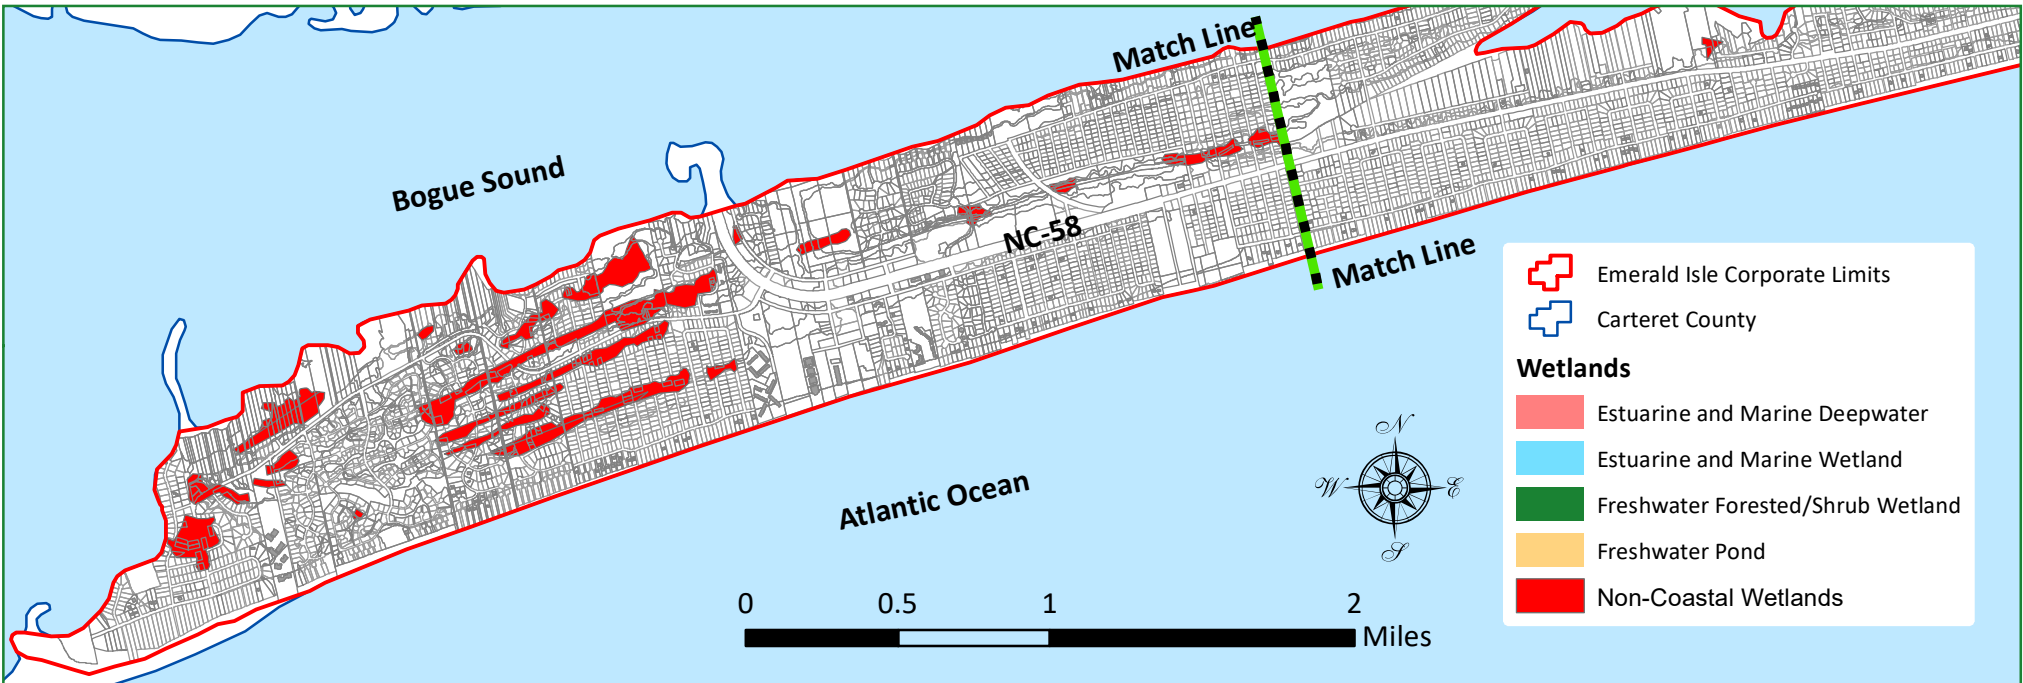 Match Line
Bogue Sound
NC-58
Match Line
Atlantic Ocean
Emerald Isle Corporate Limits
Carteret County
Wetlands
Estuarine and Marine Deepwater
Estuarine and Marine Wetland
Freshwater Forested/Shrub Wetland
Freshwater Pond
Non-Coastal Wetlands
N
W E
S
0 0.5 1 2
Miles